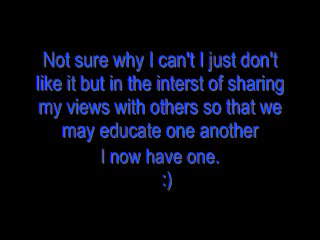 Not sure why I can't I just don't
like it but in the interst of sharing
my views with others so that we
may educate one another
I now have one.
:)